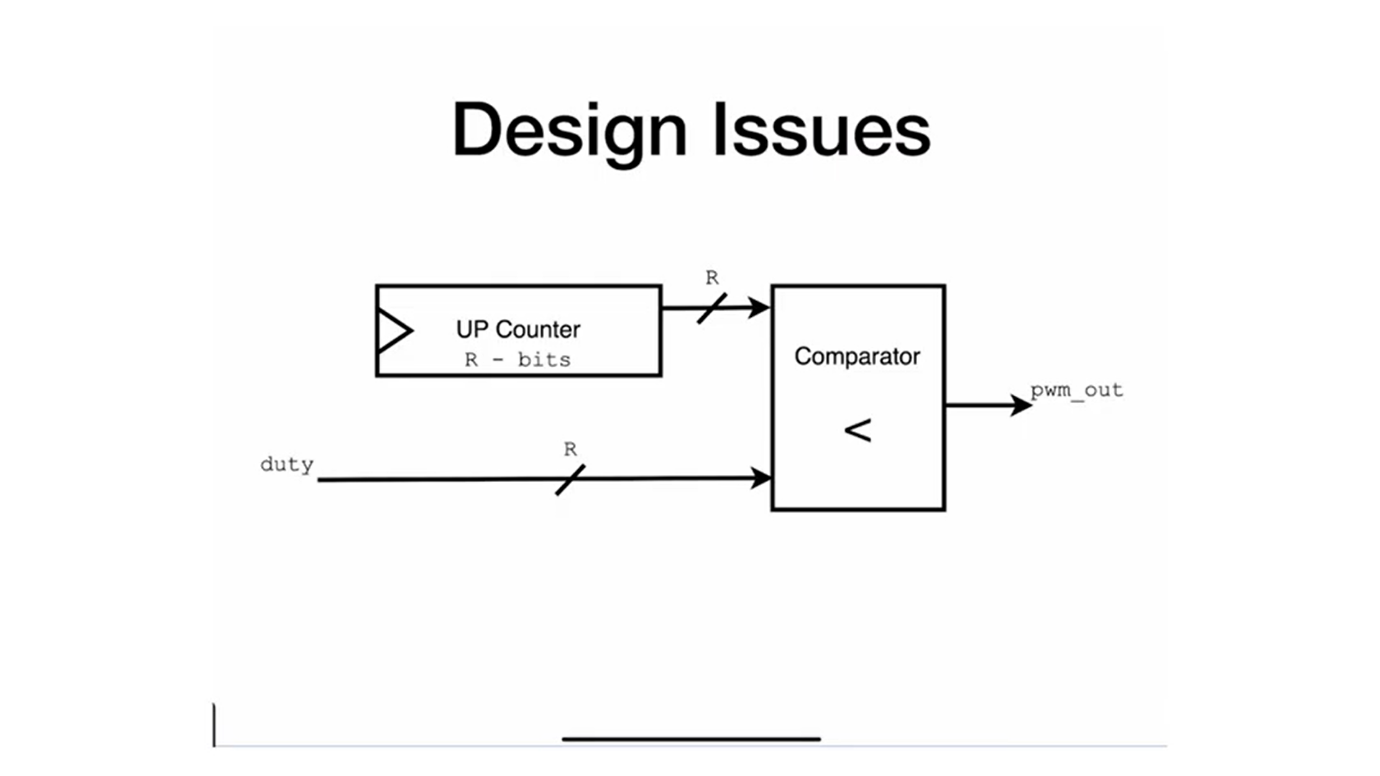 Design Issues
R
UP Counter
R - bits
Comparator
<
pwm_out
R
duty